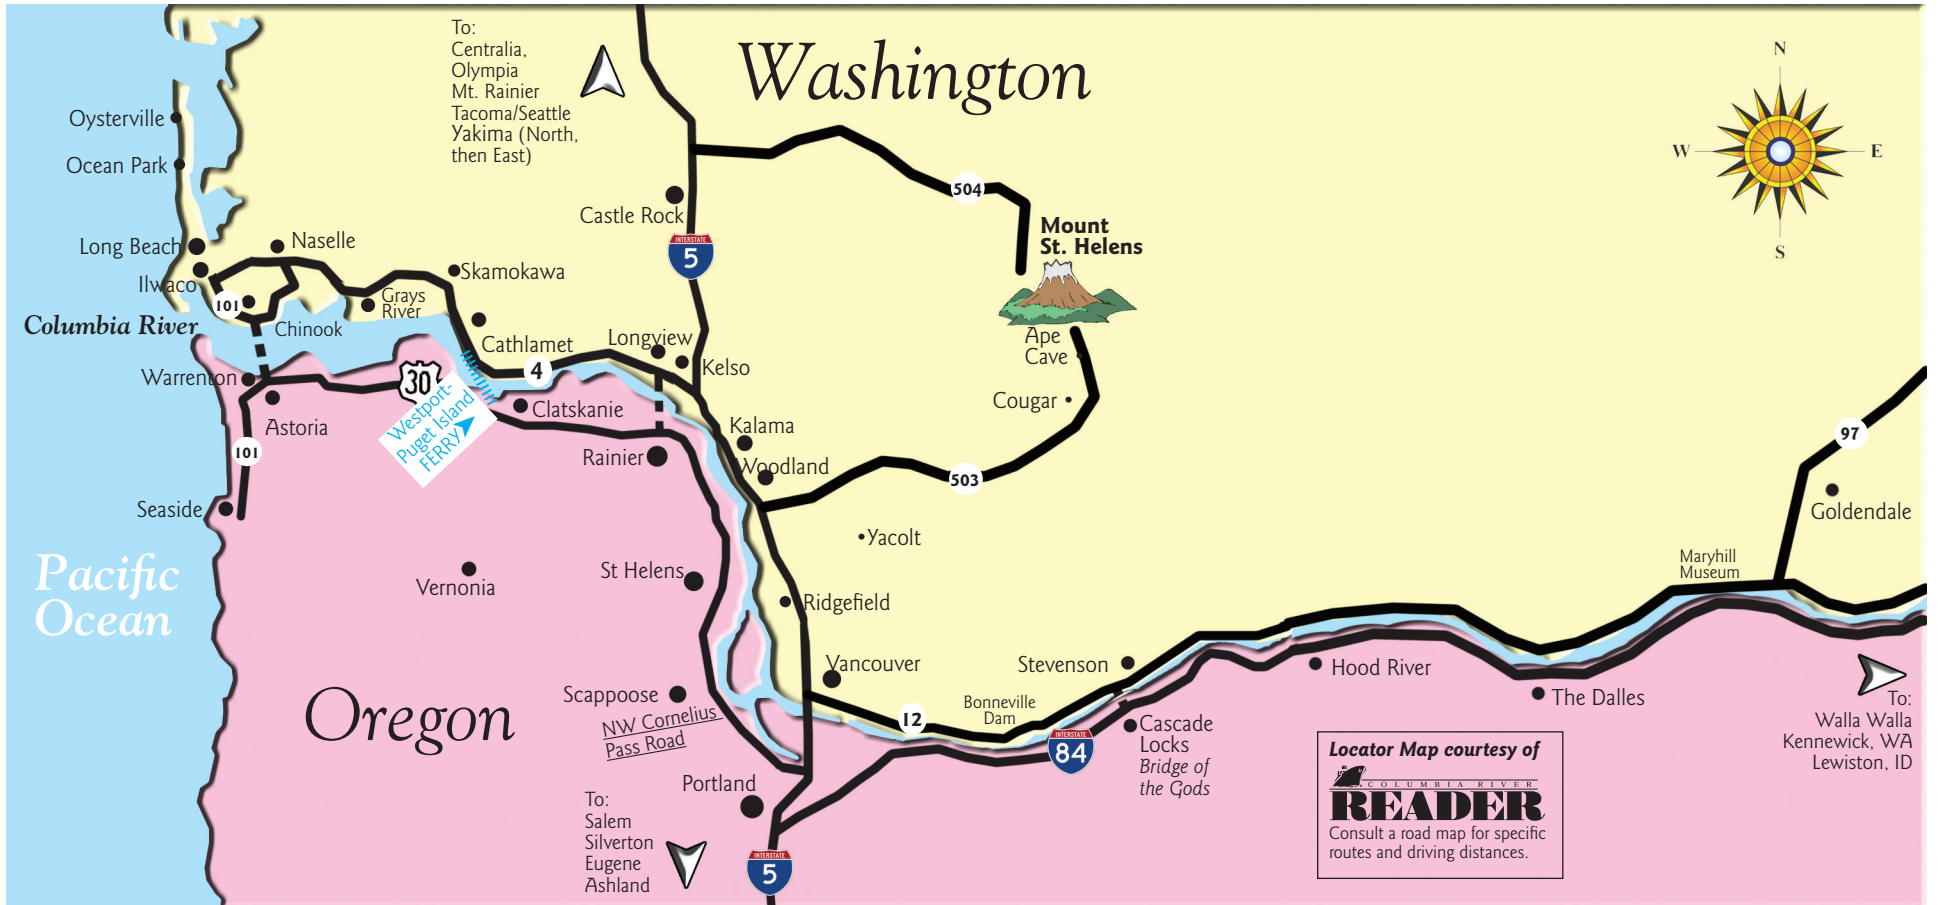 To:
Centralia,
Olympia
Mt. Rainier
Tacoma/Seattle
Yakima (North,
then East)
Washington
N
W
E
S
Oysterville
Ocean Park
Long Beach
Ilwaco
Naselle
101
Chinook
Grays
River
Skamokawa
Columbia River
Cathlamet
Castle Rock
INTERSTATE
5
504
Mount
St. Helens
Ape
Cave
Cougar
503
Longview
Kelso
4
Warrenton
30
Astoria
101
Westport-
Puget Island
FERRY
Clatskanie
Rainier
Kalama
Woodland
Seaside
Pacific
Ocean
Vernonia
St Helens
Yacolt
Ridgefield
97
Goldendale
Maryhill
Museum
Vancouver
Stevenson
Bonneville
Dam
12
Hood River
The Dalles
Oregon
Scappoose
NW Cornelius
Pass Road
Portland
INTERSTATE
84
Cascade
Locks
Bridge of
the Gods
To:
Walla Walla
Kennewick, WA
Lewiston, ID
To:
Salem
Silverton
Eugene
Ashland
INTERSTATE
5
Locator Map courtesy of
COLUMBIA RIVER
READER
Consult a road map for specific
routes and driving distances.